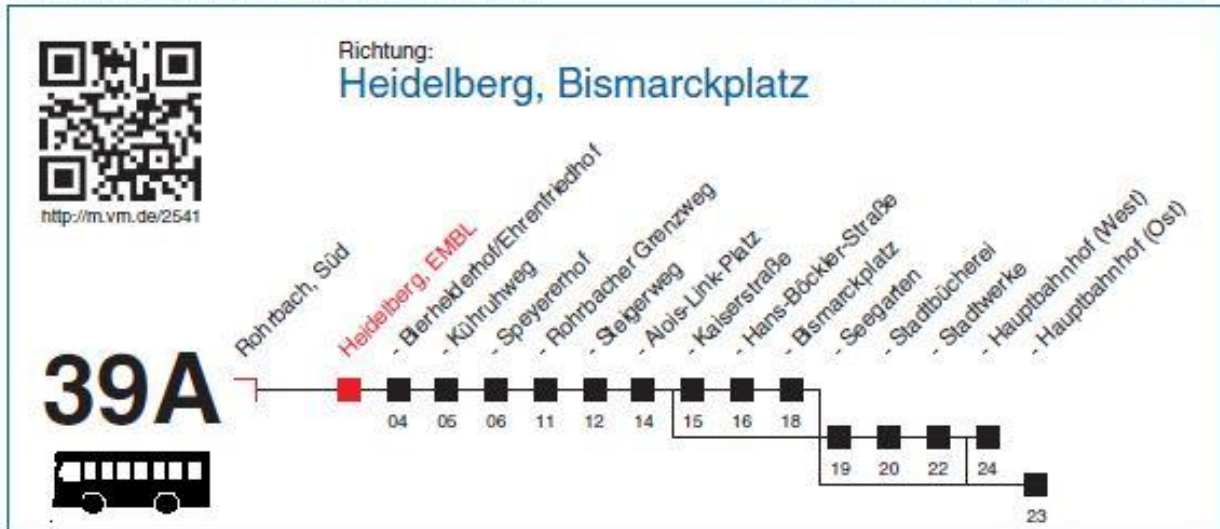 Richtung:
Heidelberg, Bismarckplatz
http://m.vm.de/2541
39A
Rohrbach, Süd
Heidelberg, EMBL
- Bierhelderhof/Ehrenfriedhof
- Kühruhweg
- Speyererhof
- Rohrbacher Grenzweg
- Steigerweg
- Alois-Link-Platz
- Kaiserstraße
- Hans-Böckler-Straße
- Bismarckplatz
- Seegarten
- Stadtbücherei
- Stadtwerke
- Hauptbahnhof (West)
- Hauptbahnhof (Ost)
04 05 06 11 12 14 15 16 18
19 20 22 24
23